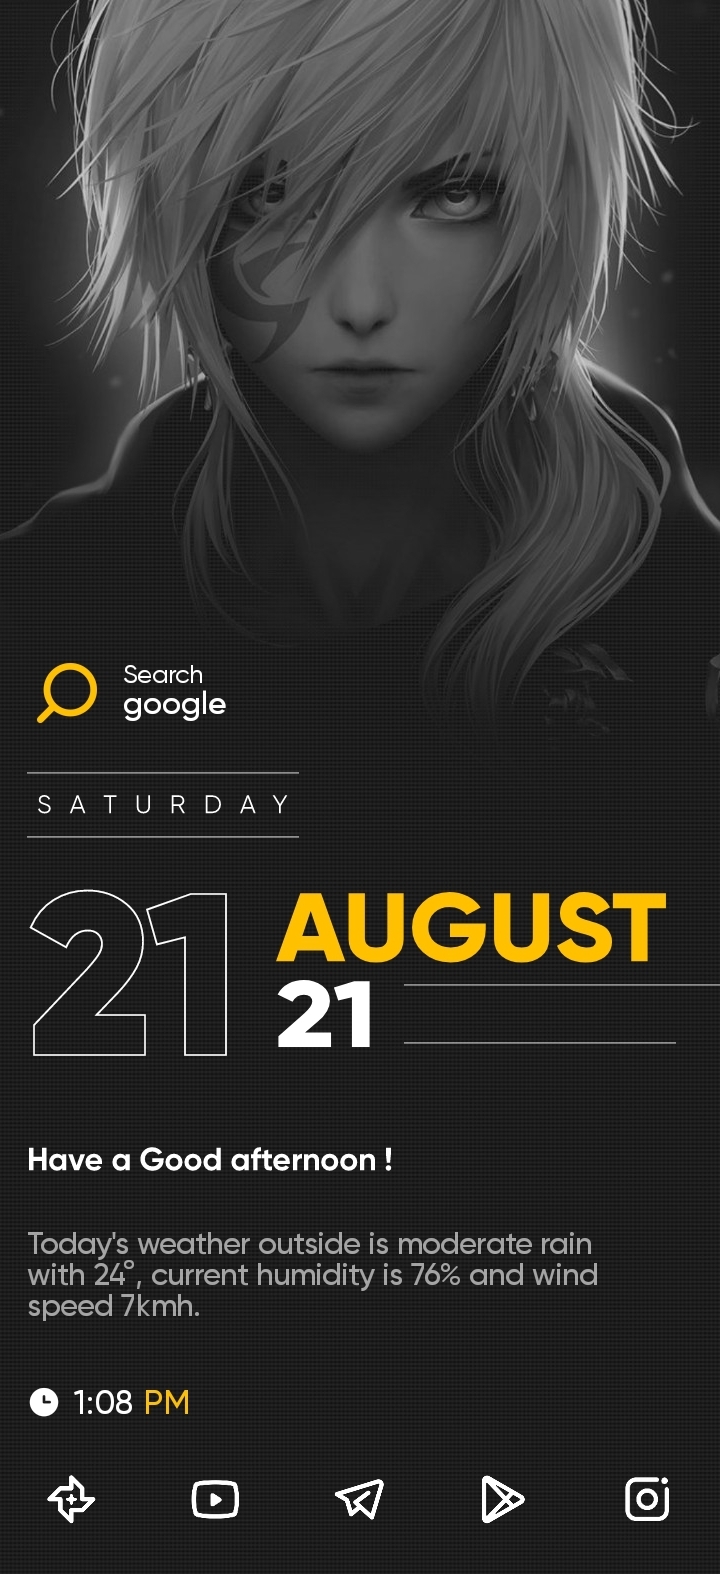 Search
google
SATURDAY
21
AUGUST
21
Have a Good afternoon !
Today's weather outside is moderate rain
with 24°, current humidity is 76% and wind
speed 7kmh.
1:08 PM